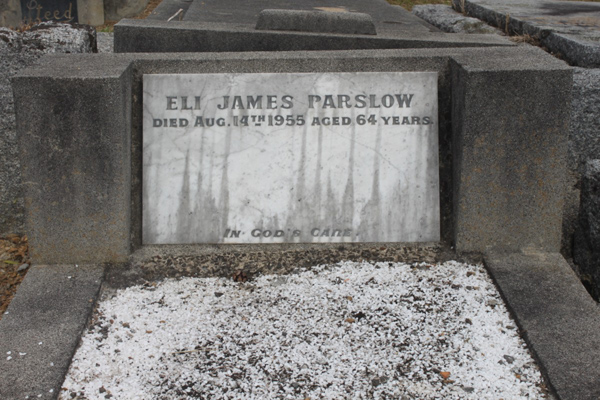 ELI JAMES PARSLOW
DIED AUG. 14TH 1955 AGED 64 YEARS.
IN GOD'S CARE.